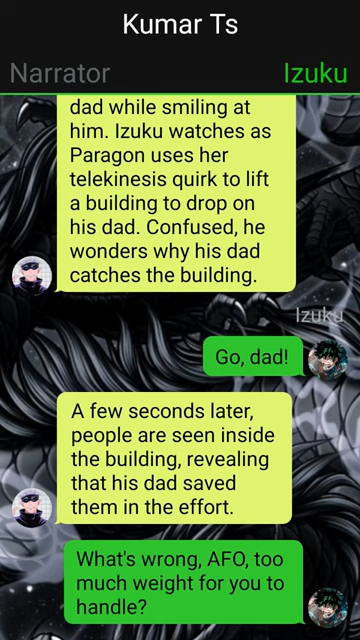 Kumar Ts
Narrator Izuku
dad while smiling at
him. Izuku watches as
Paragon uses her
telekinesis quirk to lift
a building to drop on
his dad. Confused, he
wonders why his dad
catches the building.
Izuku
Go, dad!
A few seconds later,
people are seen inside
the building, revealing
that his dad saved
them in the effort.
What's wrong, AFO, too
much weight for you to
handle?